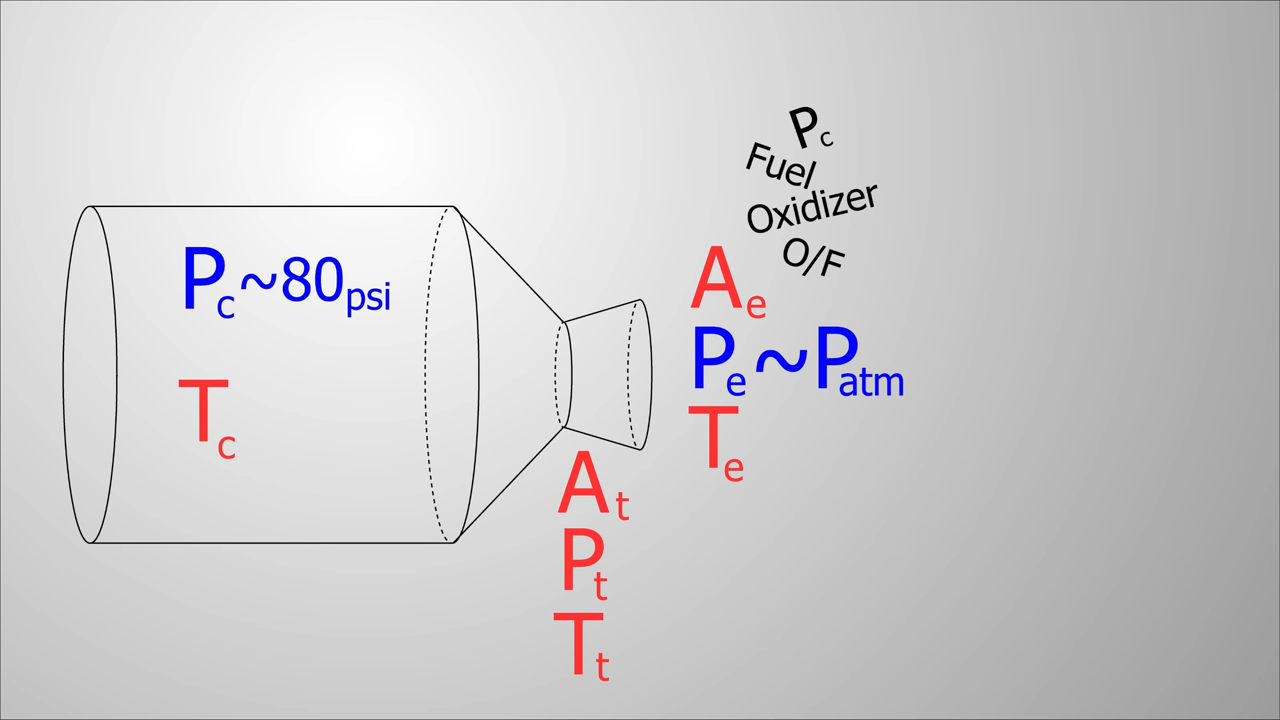 Pc
Fuel
Oxidizer
O/F
Pc~80psi
Tc
Ae
Pe~Patm
Te
At
Pt
Tt